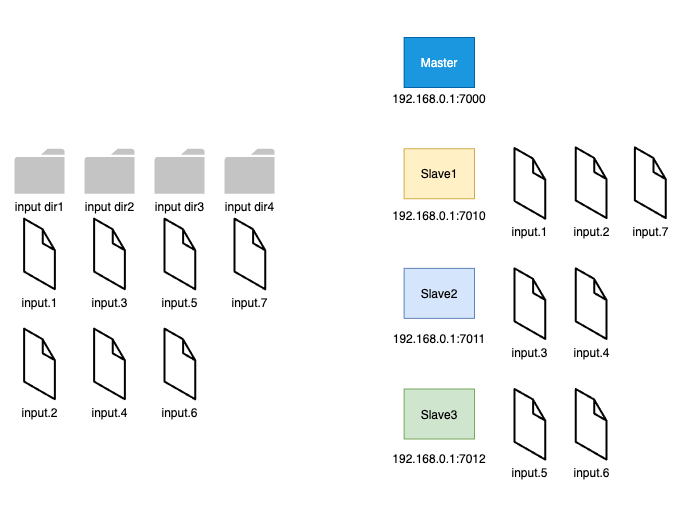 Master
192.168.0.1:7000
input dir1
input dir2
input dir3
input dir4
input.1
input.3
input.5
input.7
input.2
input.4
input.6
Slave1
192.168.0.1:7010
input.1
input.2
input.7
Slave2
192.168.0.1:7011
input.3
input.4
Slave3
192.168.0.1:7012
input.5
input.6